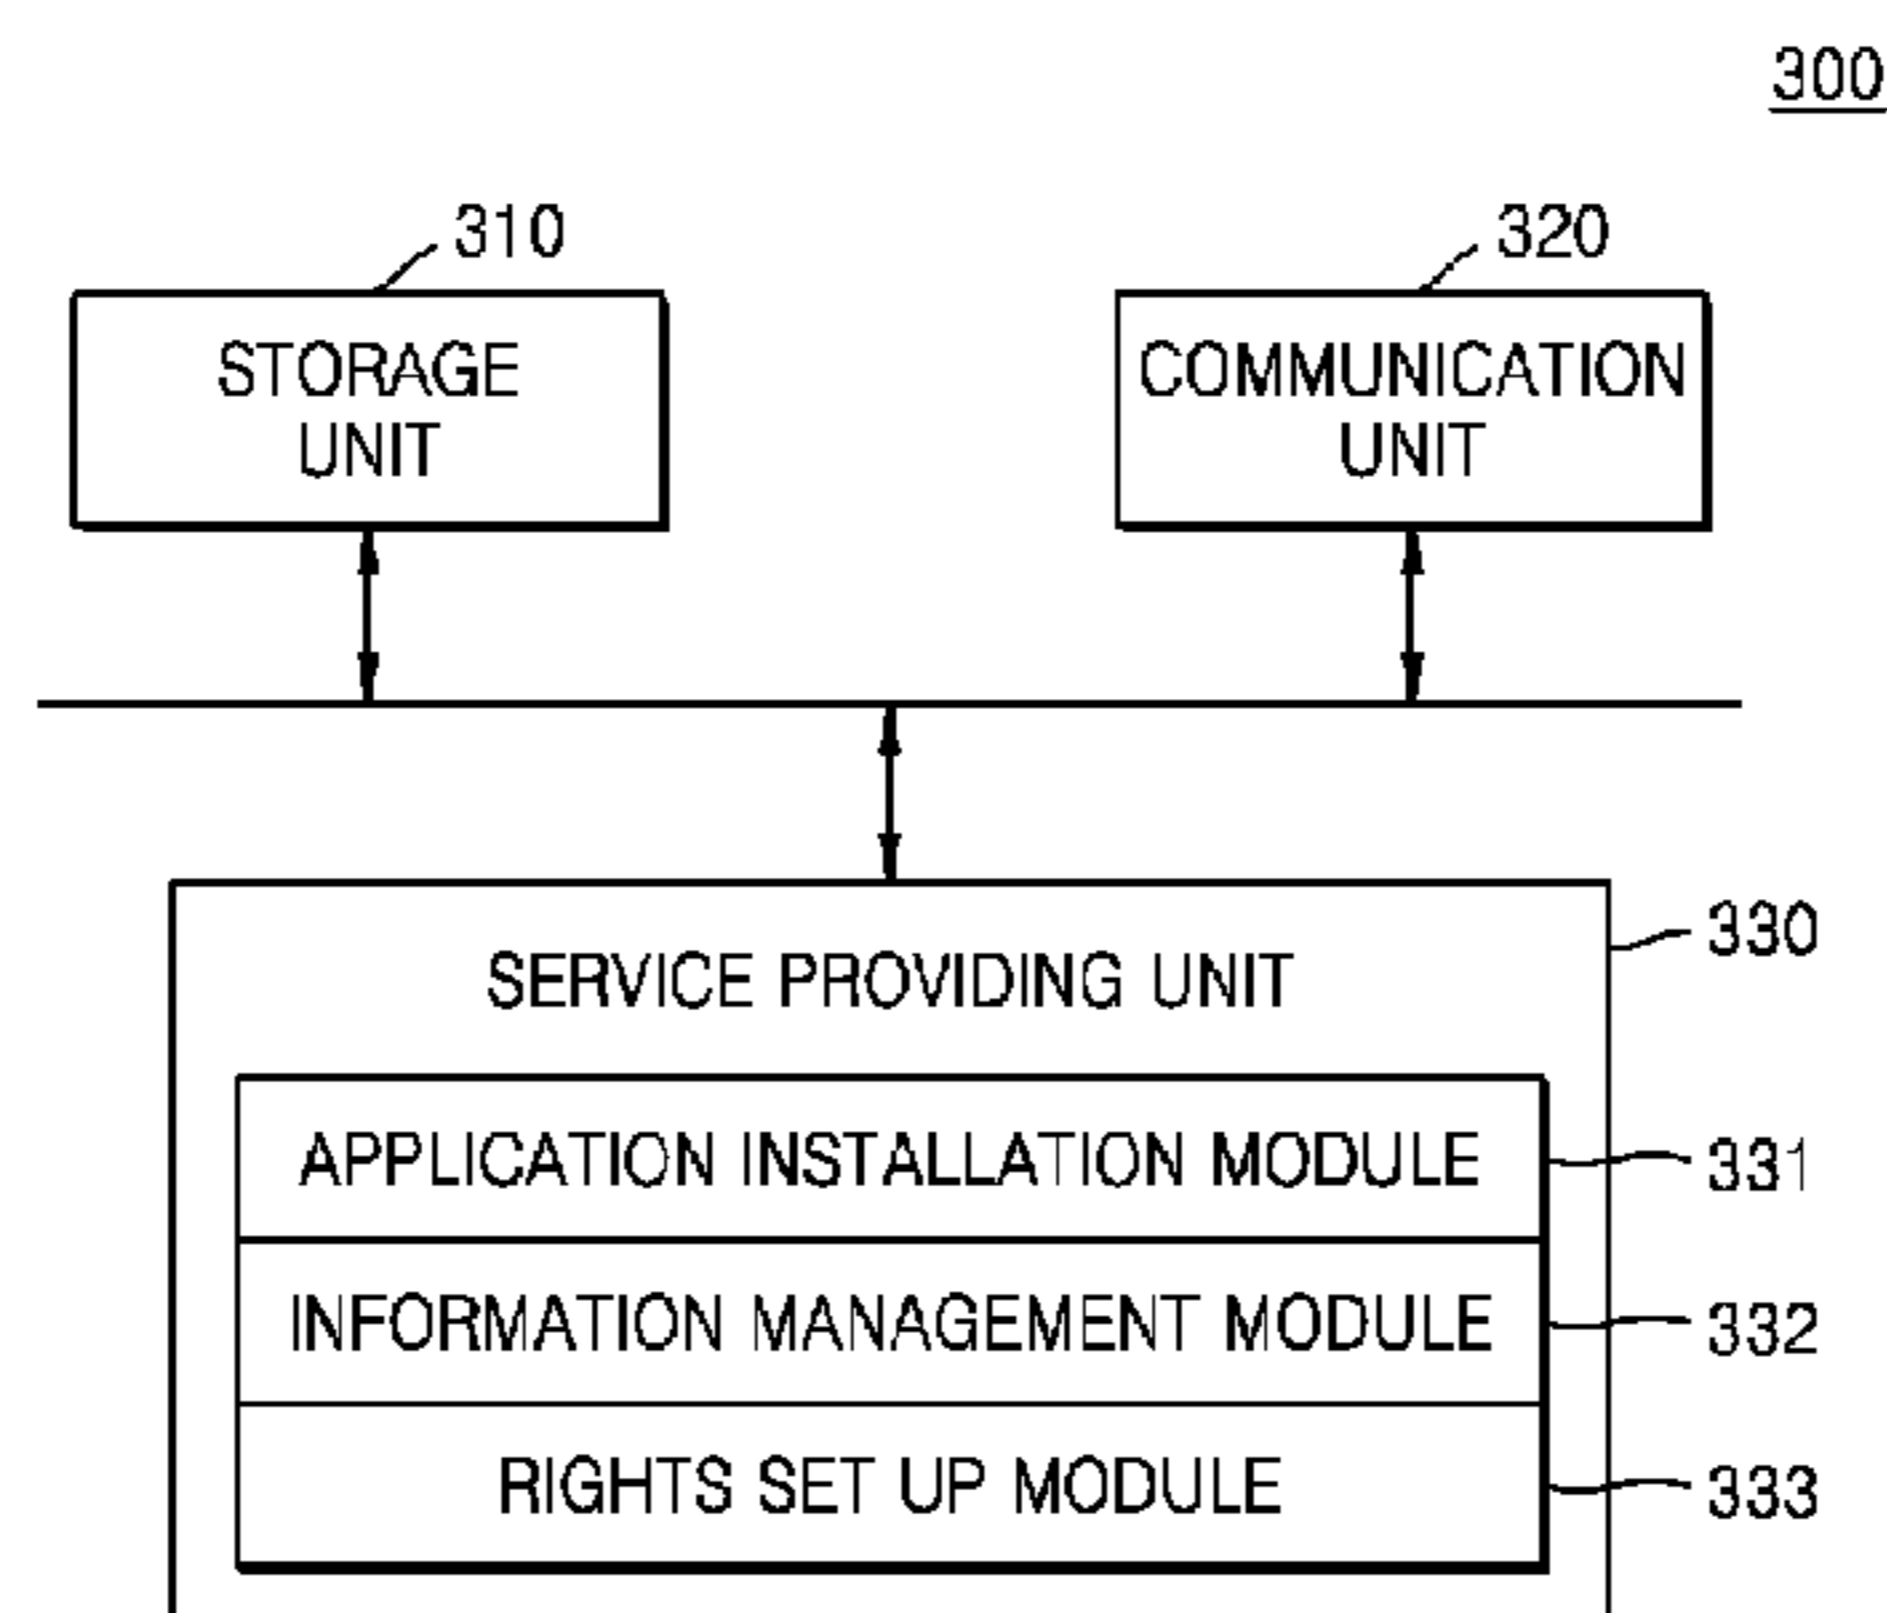 300
310
320
STORAGE
UNIT
COMMUNICATION
UNIT
330
SERVICE PROVIDING UNIT
APPLICATION INSTALLATION MODULE
331
INFORMATION MANAGEMENT MODULE
332
RIGHTS SET UP MODULE
333